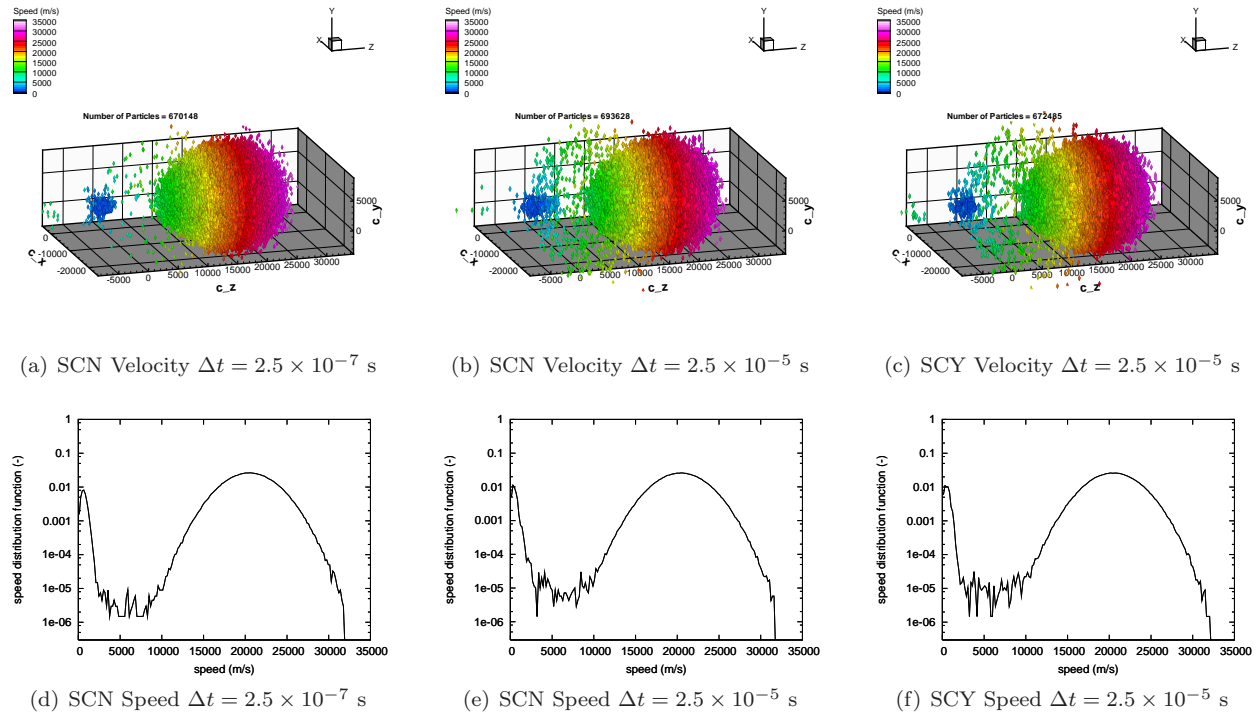 Speed (m/s)
35000
30000
25000
20000
15000
10000
5000
0
Y
X
Z
Number of Particles = 670148
5000
0
c_y
0
-10000
-20000
c_x
-5000
0
5000
10000
15000
20000
25000
30000
c_z
(a) SCN Velocity Δt = 2.5 × 10⁻⁷ s
Speed (m/s)
35000
30000
25000
20000
15000
10000
5000
0
Y
X
Z
Number of Particles = 693628
5000
0
c_y
0
-10000
-20000
c_x
-5000
0
5000
10000
15000
20000
25000
30000
c_z
(b) SCN Velocity Δt = 2.5 × 10⁻⁵ s
Speed (m/s)
35000
30000
25000
20000
15000
10000
5000
0
Y
X
Z
Number of Particles = 672485
5000
0
c_y
0
-10000
-20000
c_x
-5000
0
5000
10000
15000
20000
25000
30000
c_z
(c) SCY Velocity Δt = 2.5 × 10⁻⁵ s
speed distribution function (-)
1
0.1
0.01
0.001
1e-04
1e-05
1e-06
0 5000 10000 15000 20000 25000 30000 35000
speed (m/s)
(d) SCN Speed Δt = 2.5 × 10⁻⁷ s
speed distribution function (-)
1
0.1
0.01
0.001
1e-04
1e-05
1e-06
0 5000 10000 15000 20000 25000 30000 35000
speed (m/s)
(e) SCN Speed Δt = 2.5 × 10⁻⁵ s
speed distribution function (-)
1
0.1
0.01
0.001
1e-04
1e-05
1e-06
0 5000 10000 15000 20000 25000 30000 35000
speed (m/s)
(f) SCY Speed Δt = 2.5 × 10⁻⁵ s